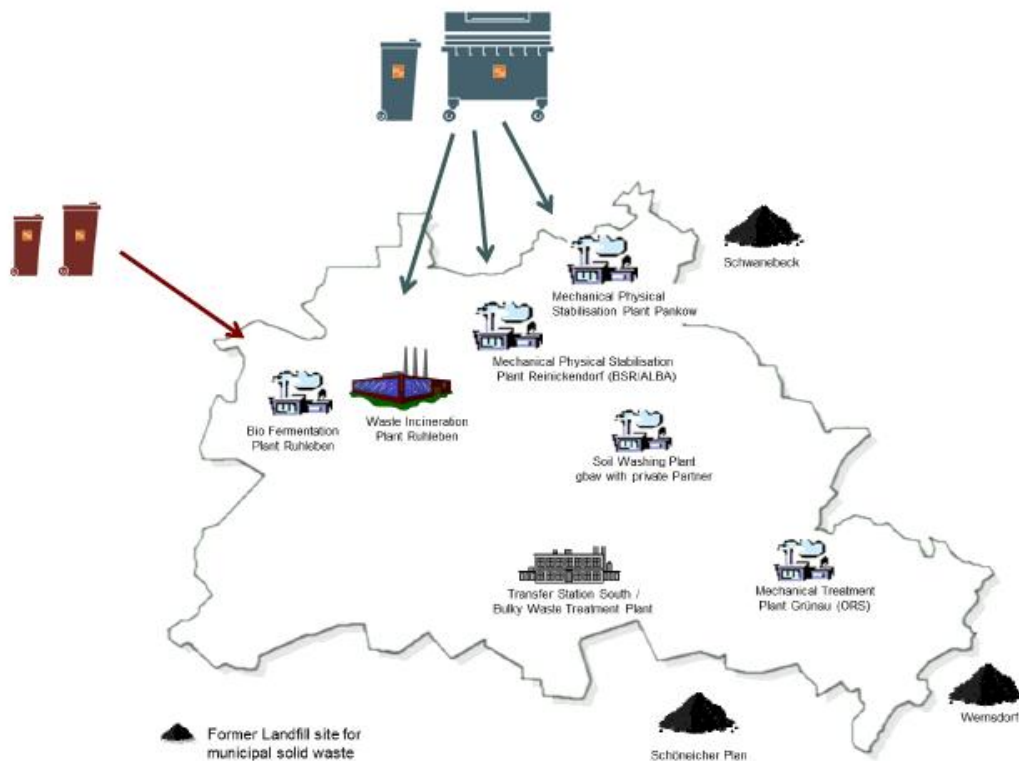 Schwanebeck
Mechanical Physical
Stabilisation Plant Pankow
Mechanical Physical Stabilisation
Plant Reinickendorf (BSR/ALBA)
Waste Incineration
Plant Ruhleben
Bio Fermentation
Plant Ruhleben
Soil Washing Plant
gbav with private Partner
Transfer Station South /
Bulky Waste Treatment Plant
Mechanical Treatment
Plant Grünau (ORS)
Wernsdorf
Schöneicher Plan
Former Landfill site for
municipal solid waste